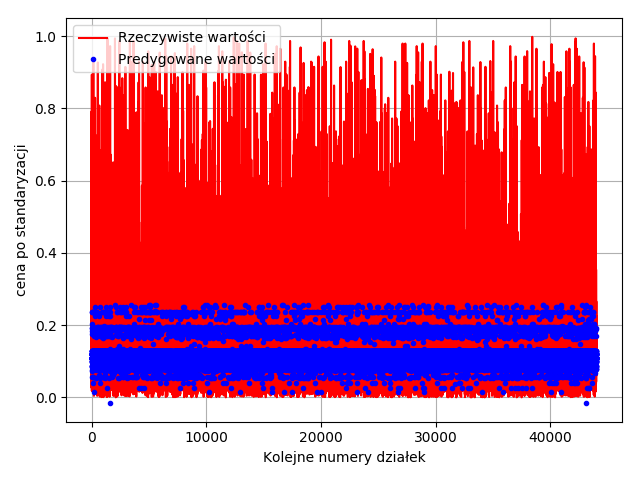 Rzeczywiste wartości
Predygowane wartości
cena po standaryzacji
1.0
0.8
0.6
0.4
0.2
0.0
0
10000
20000
30000
40000
Kolejne numery działek